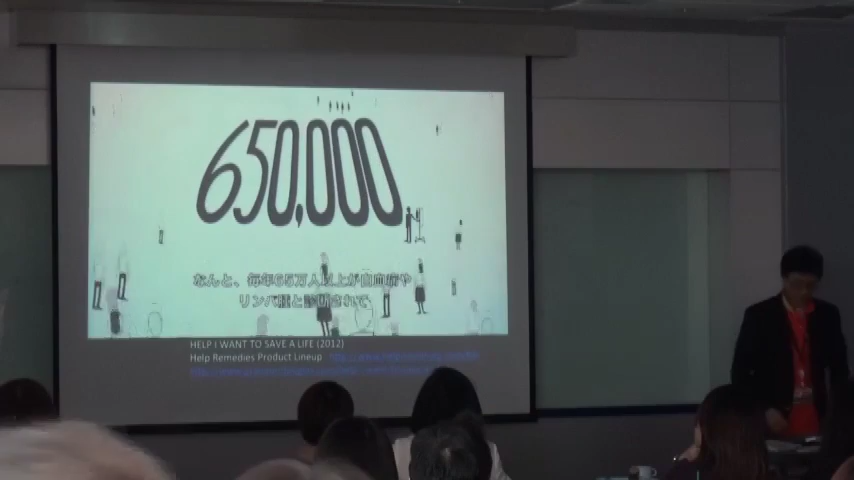 650,000
なんと、毎年65万人以上が白血病や
リンパ腫と診断されて
HELP I WANT TO SAVE A LIFE (2012)
Help Remedies Product Lineup